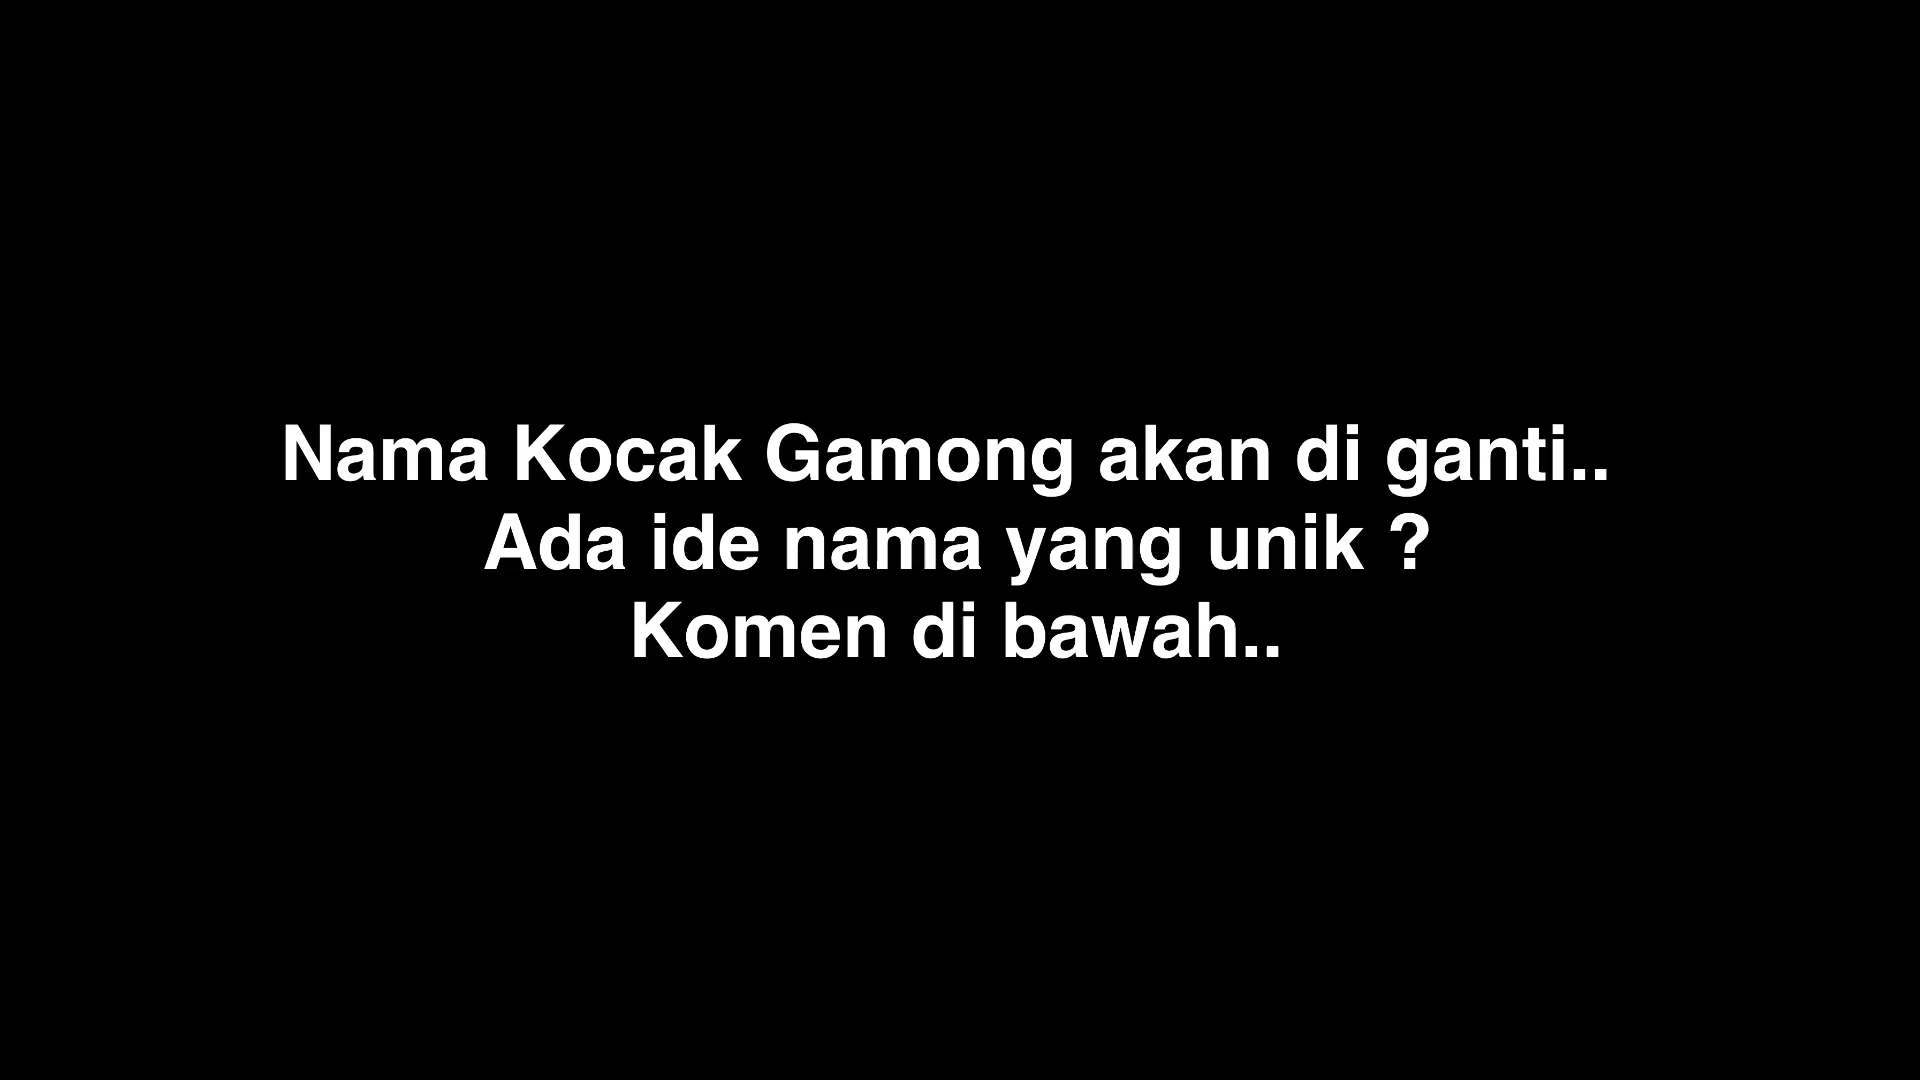 Nama Kocak Gamong akan di ganti..
Ada ide nama yang unik ?
Komen di bawah..